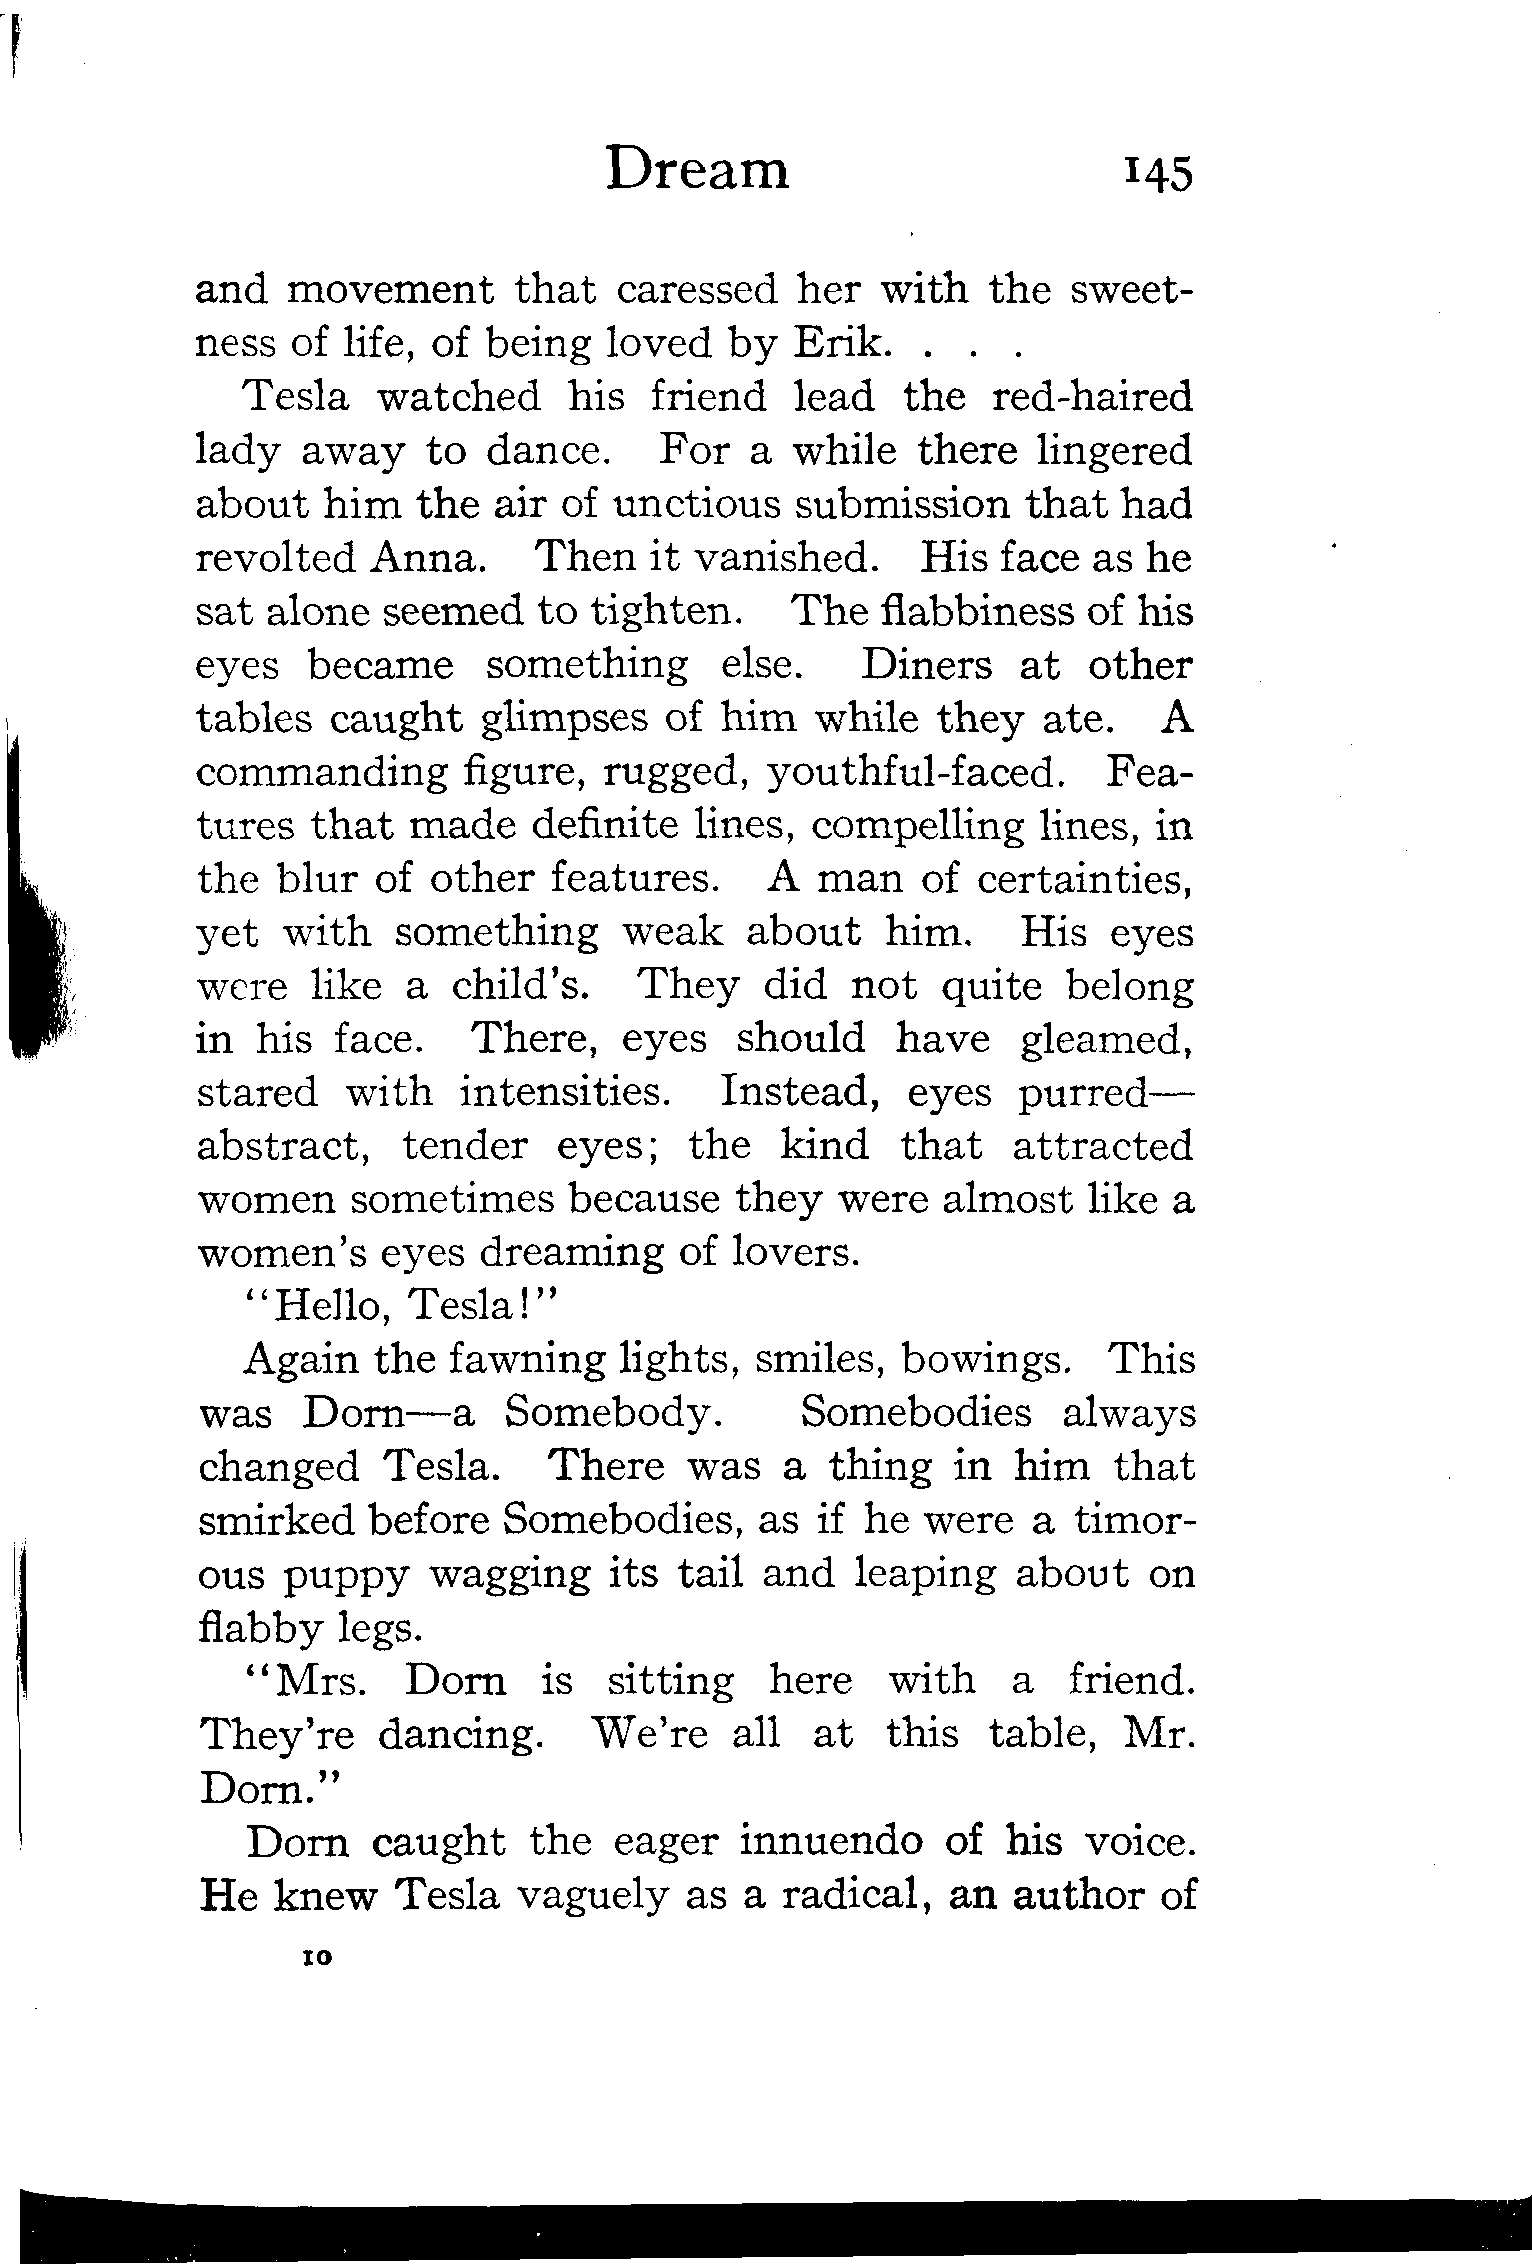 Dream 145
and movement that caressed her with the sweet-
ness of life, of being loved by Erik. . . .
Tesla watched his friend lead the red-haired
lady away to dance. For a while there lingered
about him the air of unctious submission that had
revolted Anna. Then it vanished. His face as he
sat alone seemed to tighten. The flabbiness of his
eyes became something else. Diners at other
tables caught glimpses of him while they ate. A
commanding figure, rugged, youthful-faced. Fea-
tures that made definite lines, compelling lines, in
the blur of other features. A man of certainties,
yet with something weak about him. His eyes
were like a child's. They did not quite belong
in his face. There, eyes should have gleamed,
stared with intensities. Instead, eyes purred—
abstract, tender eyes; the kind that attracted
women sometimes because they were almost like a
women's eyes dreaming of lovers.
"Hello, Tesla!"
Again the fawning lights, smiles, bowings. This
was Dorn—a Somebody. Somebodies always
changed Tesla. There was a thing in him that
smirked before Somebodies, as if he were a timor-
ous puppy wagging its tail and leaping about on
flabby legs.
"Mrs. Dorn is sitting here with a friend.
They're dancing. We're all at this table, Mr.
Dorn."
Dorn caught the eager innuendo of his voice.
He knew Tesla vaguely as a radical, an author of
10